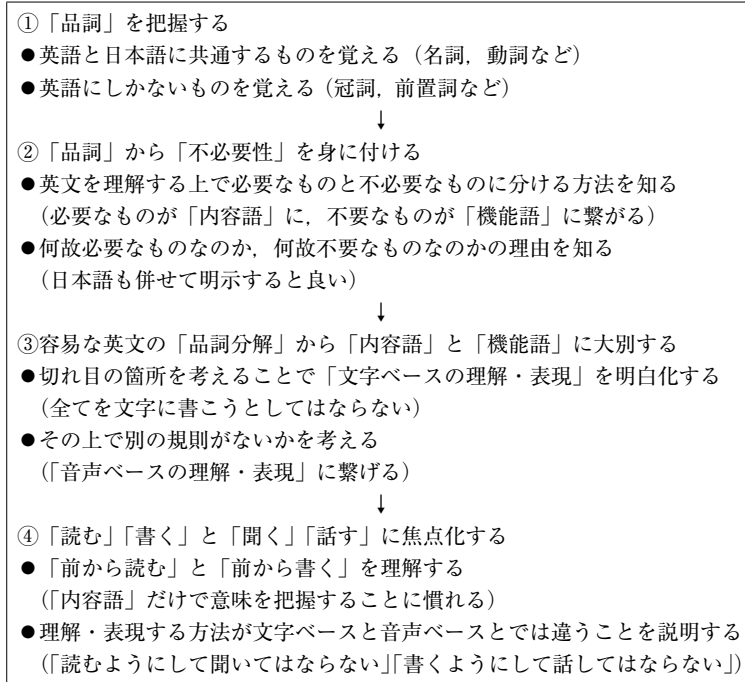 ①「品詞」を把握する
●英語と日本語に共通するものを覚える（名詞，動詞など）
●英語にしかないものを覚える（冠詞，前置詞など）
↓
②「品詞」から「不必要性」を身に付ける
●英文を理解する上で必要なものと不必要なものに分ける方法を知る
（必要なものが「内容語」に，不要なものが「機能語」に繋がる）
●何故必要なものなのか，何故不要なものなのかの理由を知る
（日本語も併せて明示すると良い）
↓
③容易な英文の「品詞分解」から「内容語」と「機能語」に大別する
●切れ目の箇所を考えることで「文字ベースの理解・表現」を明白化する
（全てを文字に書こうとしてはならない）
●その上で別の規則がないかを考える
（「音声ベースの理解・表現」に繋げる）
↓
④「読む」「書く」と「聞く」「話す」に焦点化する
●「前から読む」と「前から書く」を理解する
（「内容語」だけで意味を把握することに慣れる）
●理解・表現する方法が文字ベースと音声ベースとでは違うことを説明する
（「読むようにして聞いてはならない」「書くようにして話してはならない」）